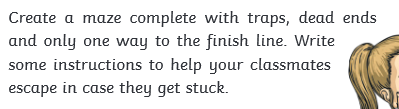 Create a maze complete with traps, dead ends
and only one way to the finish line. Write
some instructions to help your classmates
escape in case they get stuck.